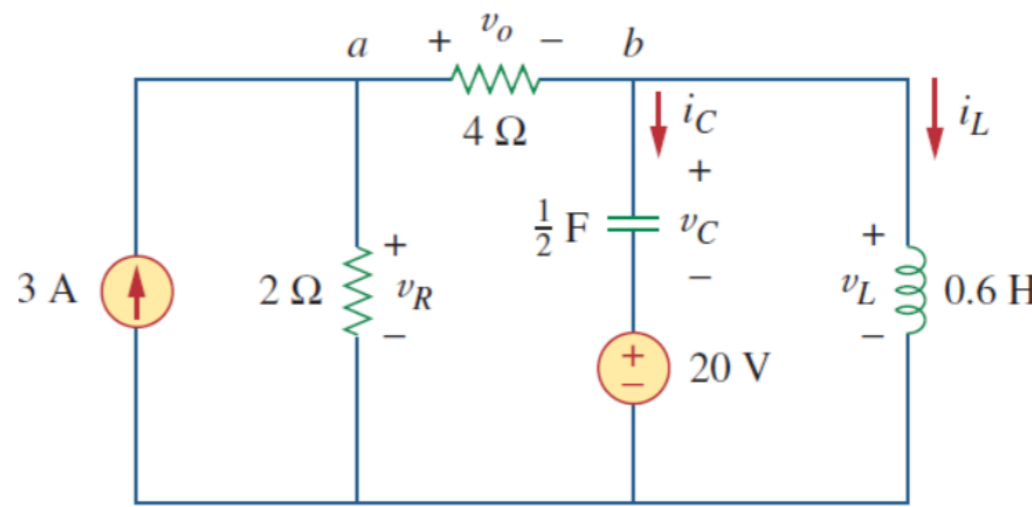 a + v_o − b
4 Ω
i_C
i_L
+
½ F v_C
−
3 A
2 Ω
+
v_R
−
+
−
20 V
+
v_L
−
0.6 H